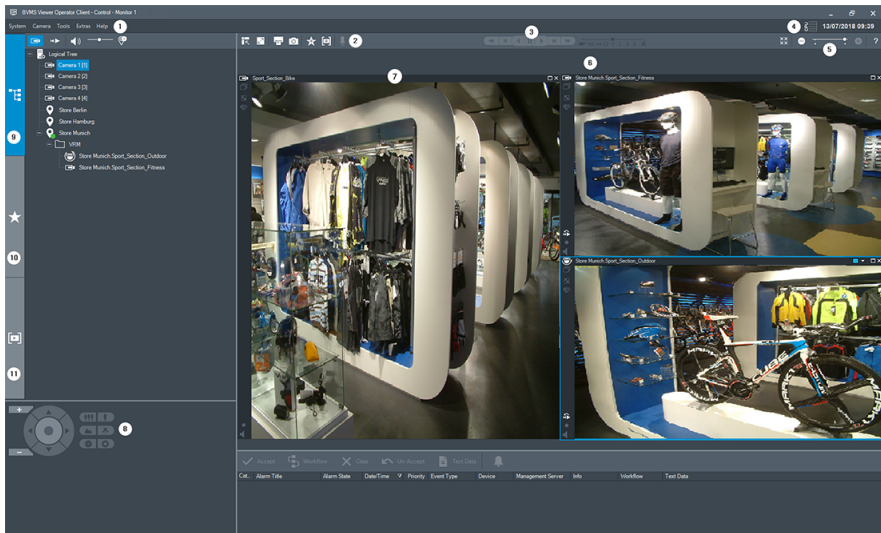 BVMS Viewer Operator Client - Control - Monitor 1
System Camera Tools Extras Help 1
3
4 13/07/2018 09:39
2
5
?
Logical Tree
Camera 1 [1]
Camera 2 [2]
Camera 3 [3]
Camera 4 [4]
Store Berlin
Store Hamburg
Store Munich
VRM
Store Munich.Sport_Section_Outdoor
Store Munich.Sport_Section_Fitness
9
10
11
6
Sport_Section_Bike 7
Store Munich.Sport_Section_Fitness
Store Munich.Sport_Section_Outdoor
CUBE
8
Accept Workflow Clear Un-Accept Text Data
Cat. Alarm Title Alarm State Date/Time Priority Event Type Device Management Server Info Workflow Text Data